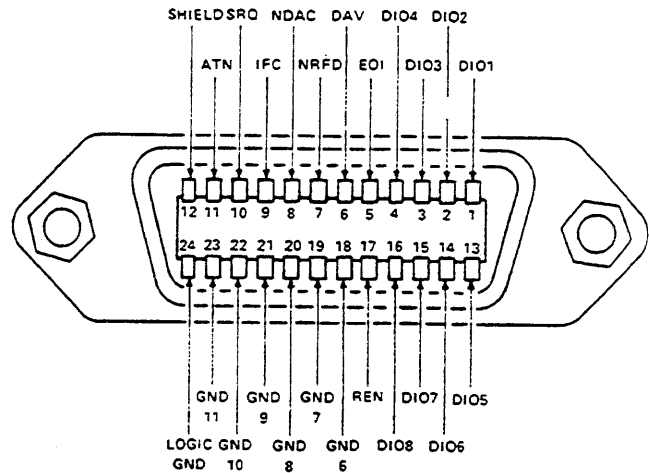 SHIELD SRQ NDAC DAV DIO4 DIO2
ATN IFC NRFD EOI DIO3 DIO1
12 11 10 9 8 7 6 5 4 3 2 1
24 23 22 21 20 19 18 17 16 15 14 13
GND 11 GND 9 GND 7 REN DIO7 DIO5
LOGIC GND GND 10 GND 8 GND 6 DIO8 DIO6